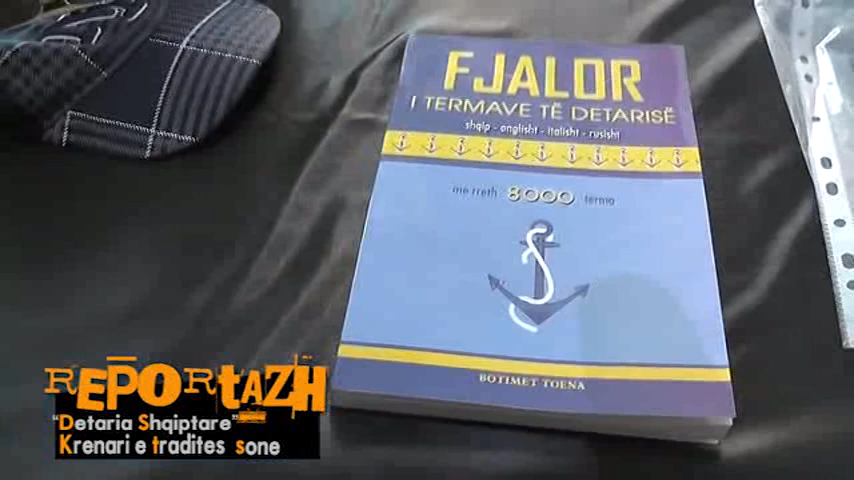 FJALOR
I TERMAVE TË DETARISË
shqip - anglisht - italisht - rusisht
me rreth 8000 terma
BOTIMET TOENA
REPORTAZH
"Detaria Shqiptare"
Krenari e tradites sone